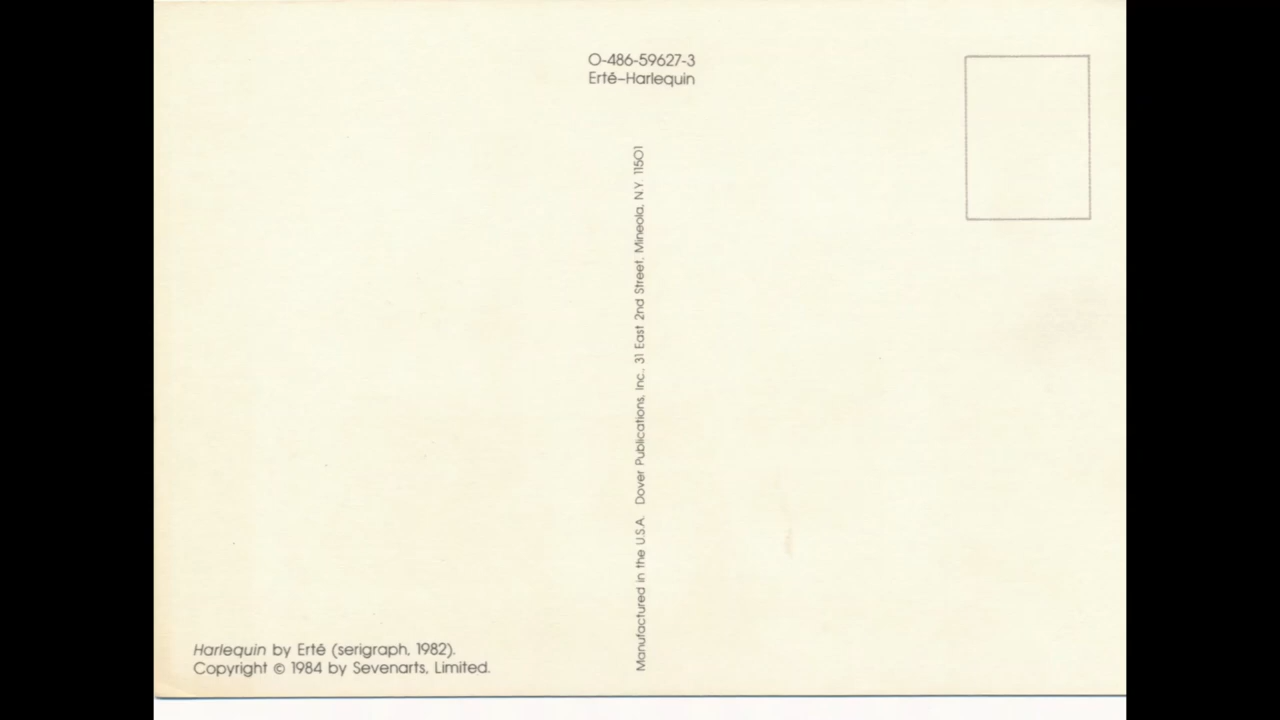 O-486-59627-3
Erté–Harlequin
Manufactured in the U.S.A. Dover Publications, Inc., 31 East 2nd Street, Mineola, N.Y. 11501
Harlequin by Erté (serigraph, 1982).
Copyright © 1984 by Sevenarts, Limited.